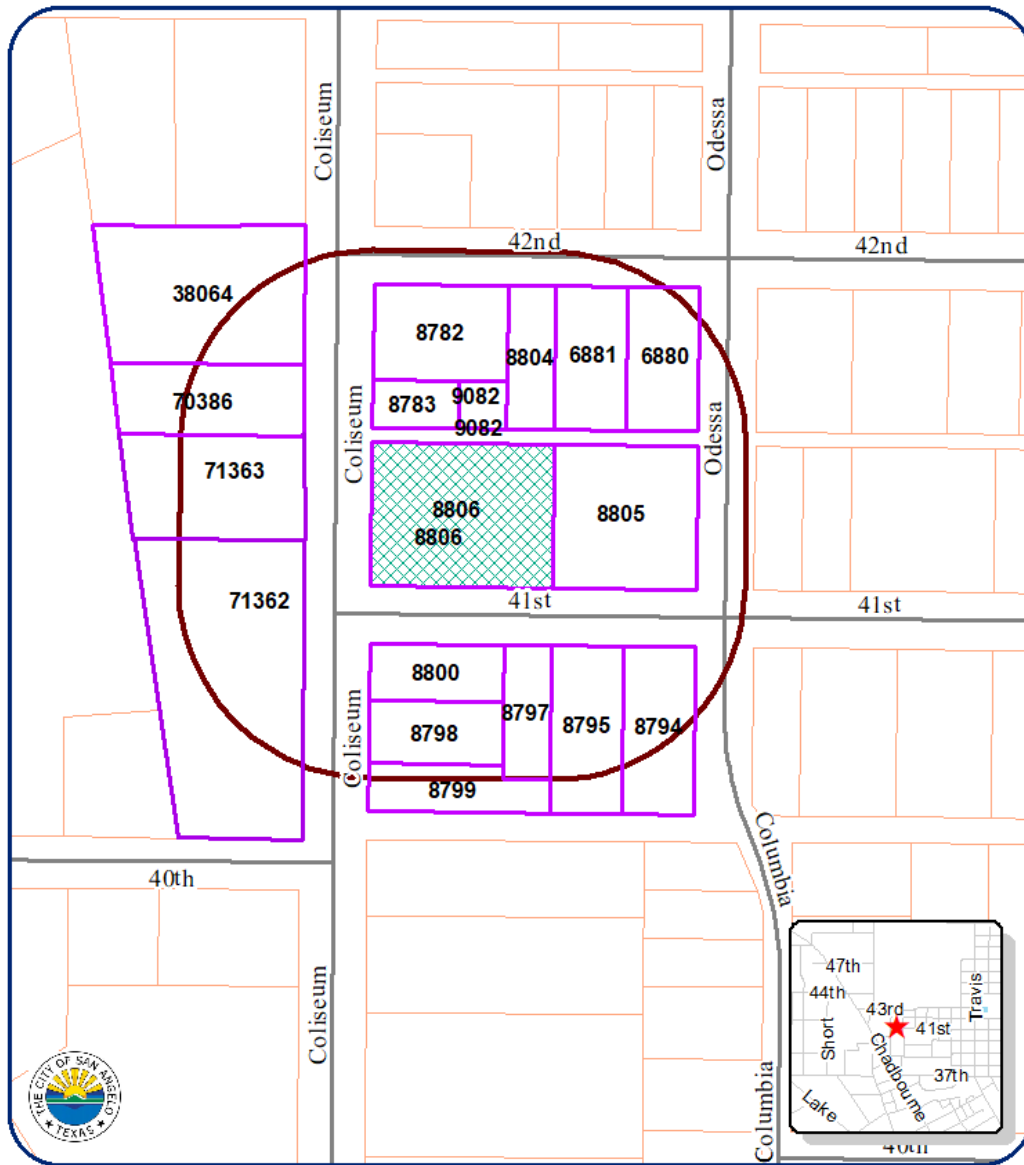 Coliseum
Odessa
42nd
42nd
38064
8782
8804
6881
6880
70386
8783
9082
9082
Coliseum
Odessa
71363
8806
8806
8805
71362
41st
41st
8800
8797
8798
8795
8794
Coliseum
8799
Columbia
40th
Coliseum
Columbia
47th
44th
43rd
41st
Travis
Short
Chadbourne
37th
Lake
40th
THE CITY OF SAN ANGELO
TEXAS